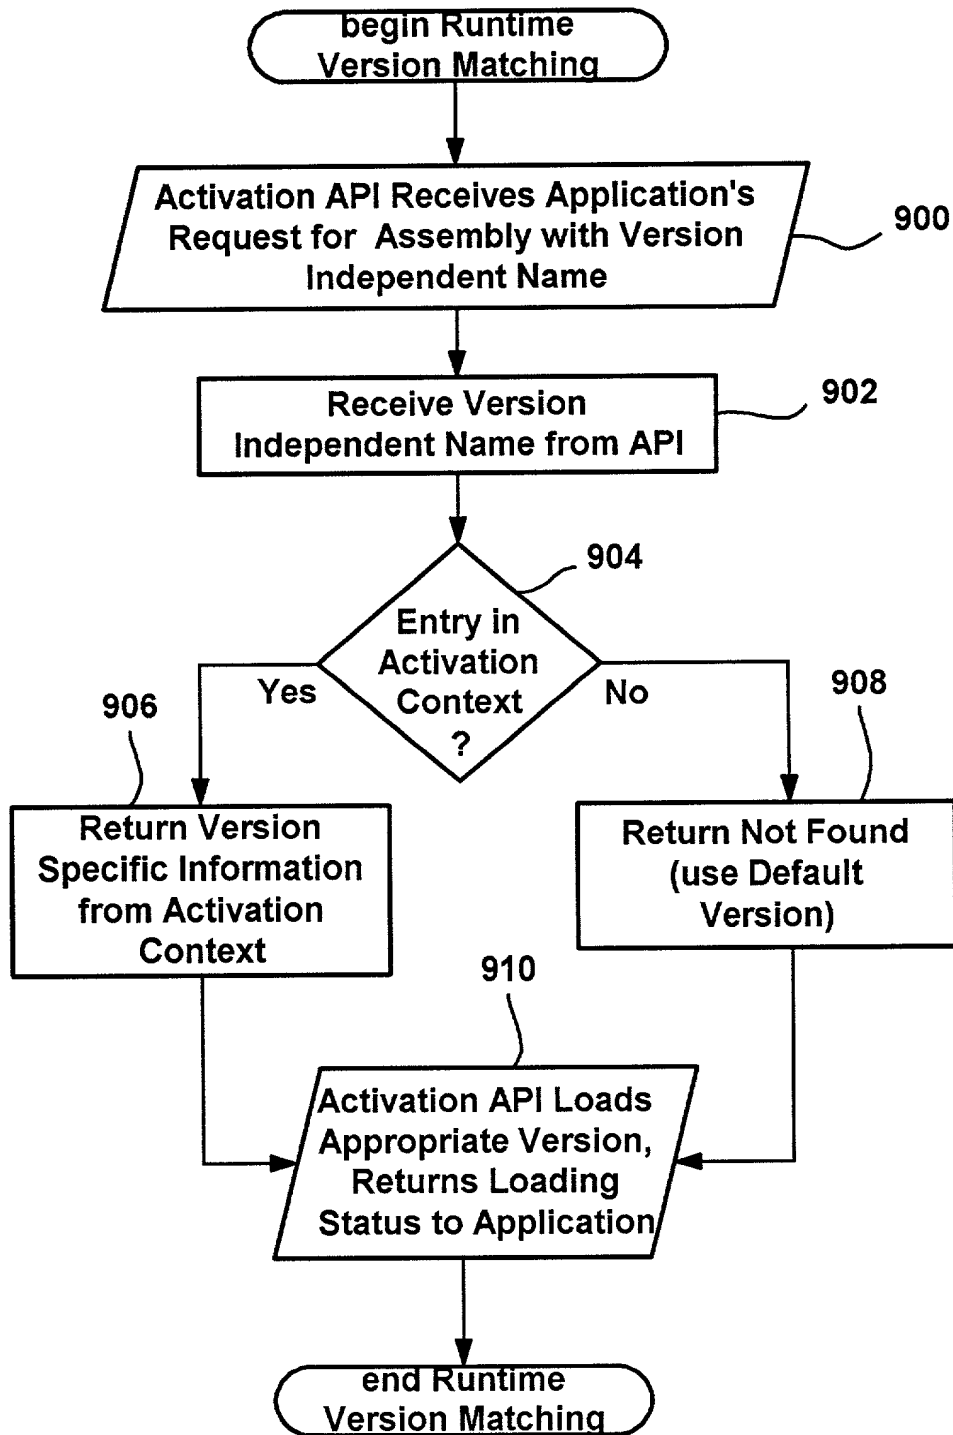 begin Runtime
Version Matching
Activation API Receives Application's
Request for Assembly with Version
Independent Name
900
Receive Version
Independent Name from API
902
904
Entry in
Activation
Context
?
Yes
No
906
908
Return Version
Specific Information
from Activation
Context
Return Not Found
(use Default
Version)
910
Activation API Loads
Appropriate Version,
Returns Loading
Status to Application
end Runtime
Version Matching